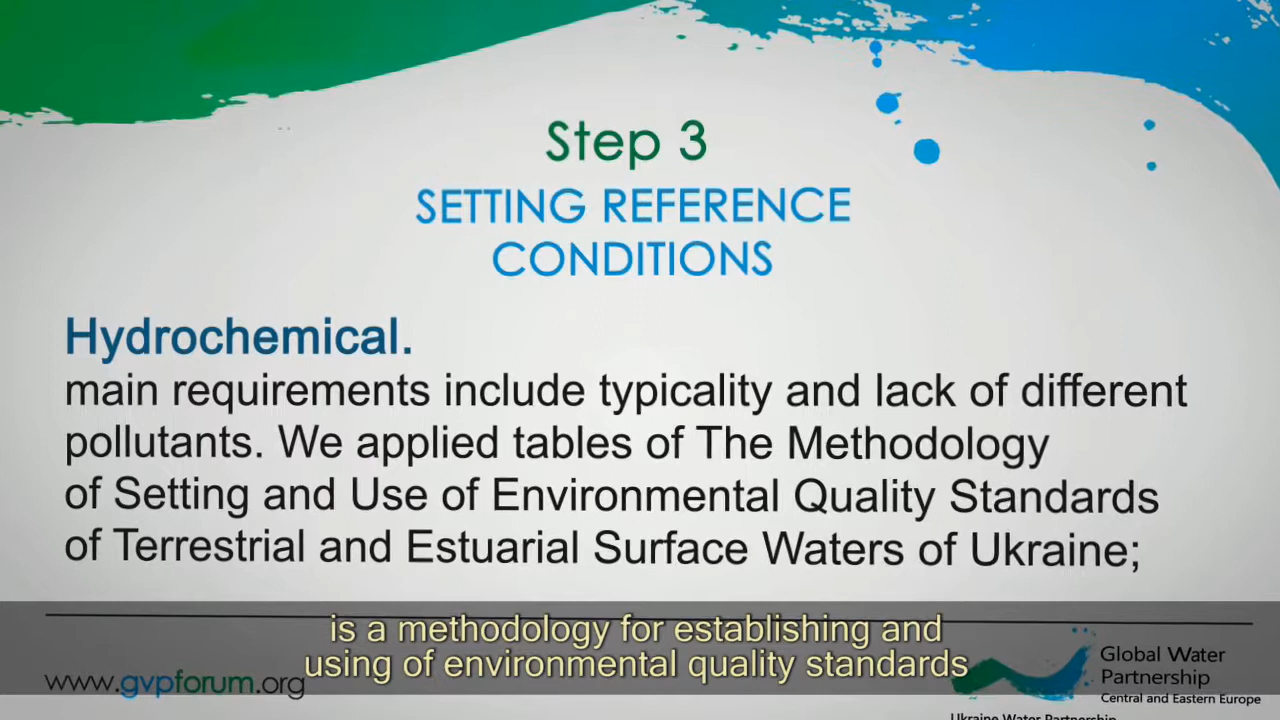 Step 3
SETTING REFERENCE
CONDITIONS
Hydrochemical.
main requirements include typicality and lack of different
pollutants. We applied tables of The Methodology
of Setting and Use of Environmental Quality Standards
of Terrestrial and Estuarial Surface Waters of Ukraine;
is a methodology for establishing and
using of environmental quality standards
www.gvpforum.org
Global Water
Partnership
Central and Eastern Europe
Ukraine Water Partnership